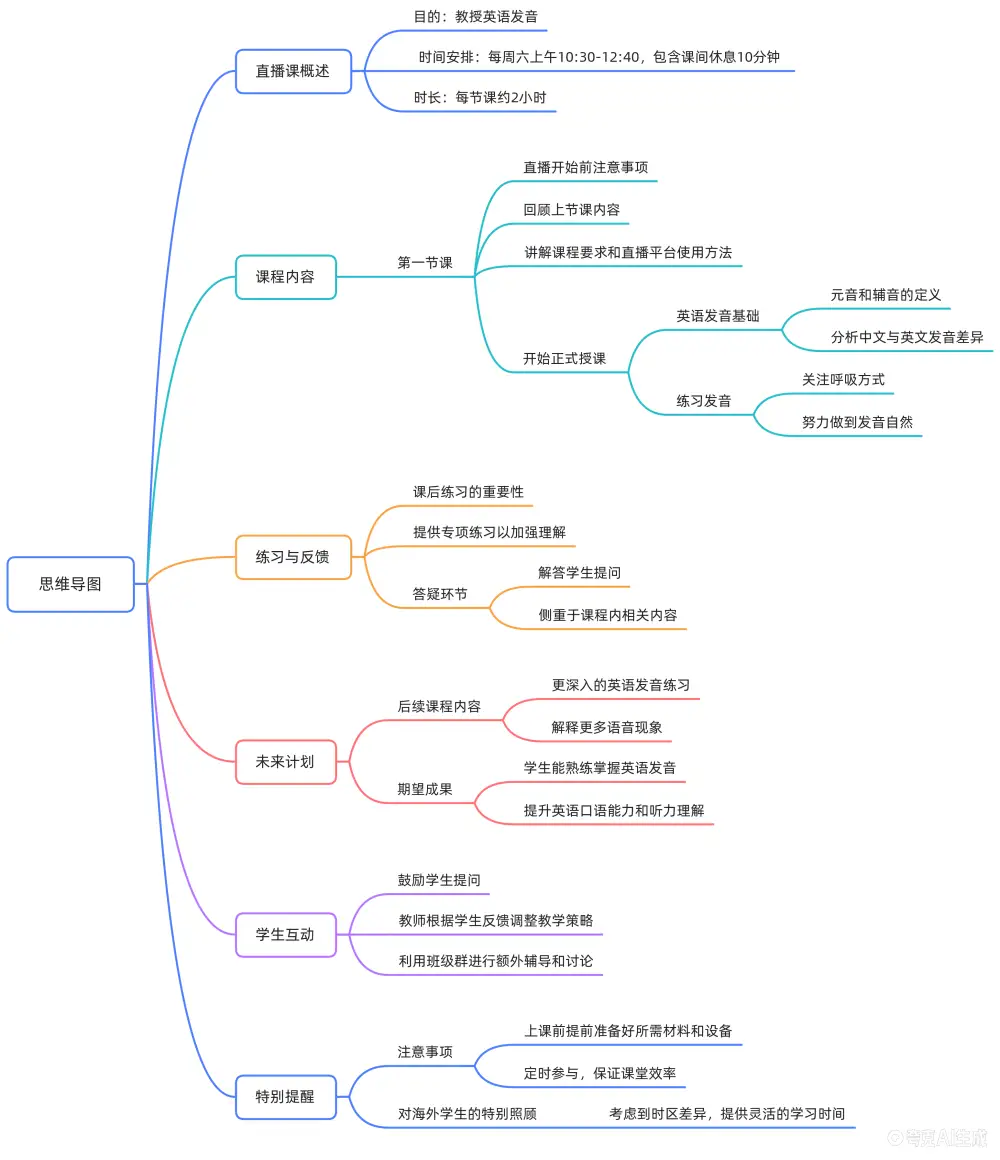 思维导图
直播课概述
目的：教授英语发音
时间安排：每周六上午10:30-12:40，包含课间休息10分钟
时长：每节课约2小时
课程内容
第一节课
直播开始前注意事项
回顾上节课内容
讲解课程要求和直播平台使用方法
开始正式授课
英语发音基础
元音和辅音的定义
分析中文与英文发音差异
练习发音
关注呼吸方式
努力做到发音自然
练习与反馈
课后练习的重要性
提供专项练习以加强理解
答疑环节
解答学生提问
侧重于课程内相关内容
未来计划
后续课程内容
更深入的英语发音练习
解释更多语音现象
期望成果
学生能熟练掌握英语发音
提升英语口语能力和听力理解
学生互动
鼓励学生提问
教师根据学生反馈调整教学策略
利用班级群进行额外辅导和讨论
特别提醒
注意事项
上课前提前准备好所需材料和设备
定时参与，保证课堂效率
对海外学生的特别照顾
考虑到时区差异，提供灵活的学习时间
夸克AI生成